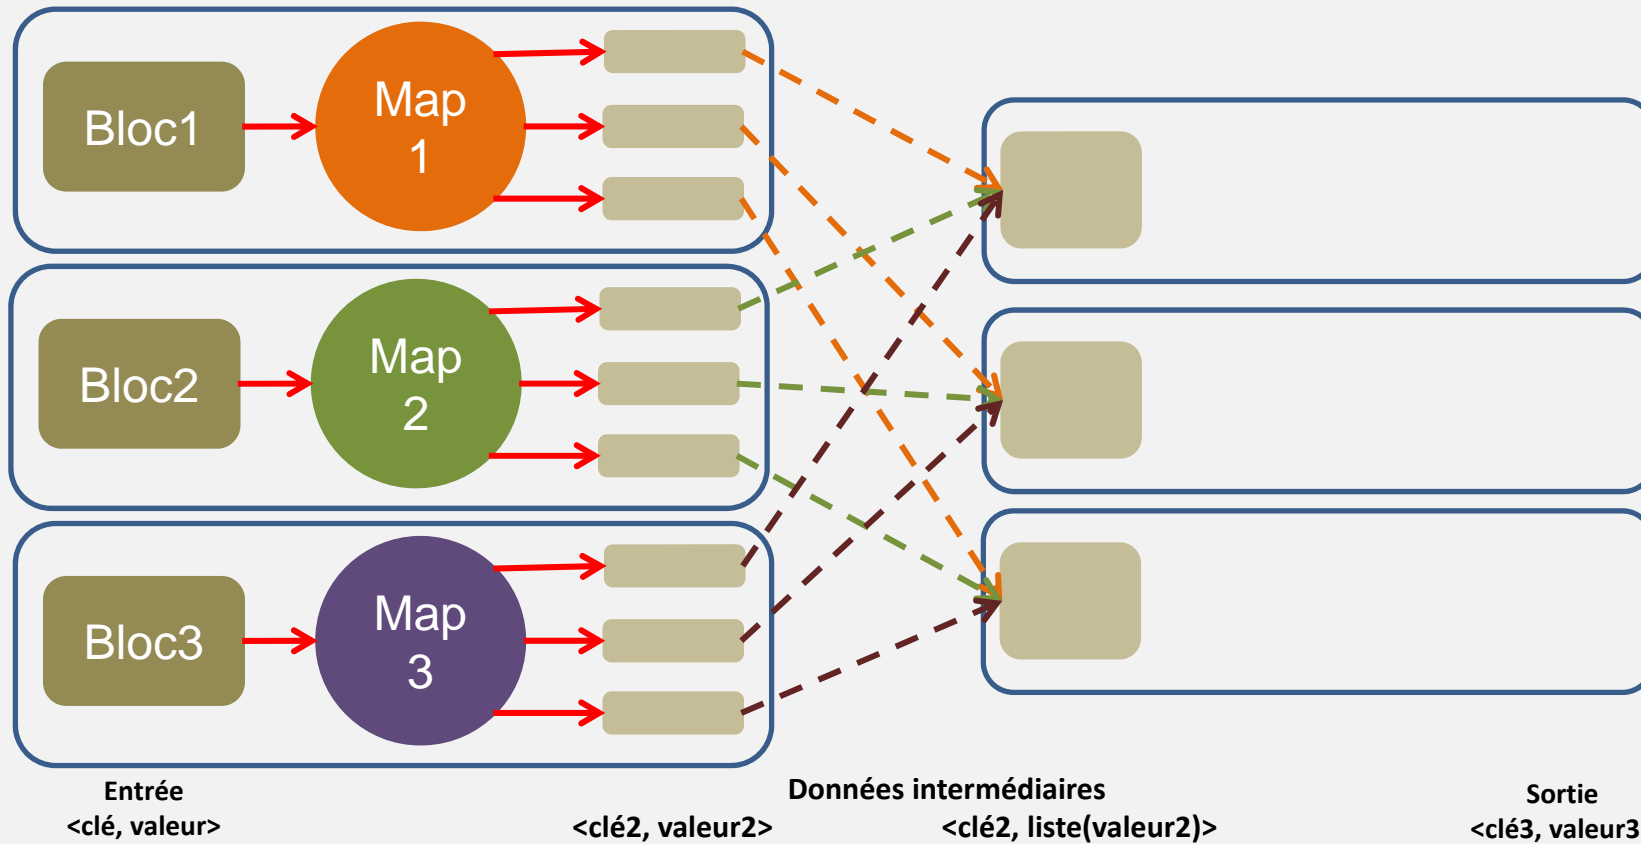 Bloc1
Map
1
Bloc2
Map
2
Bloc3
Map
3
Entrée
<clé, valeur>
<clé2, valeur2>
Données intermédiaires
<clé2, liste(valeur2)>
Sortie
<clé3, valeur3